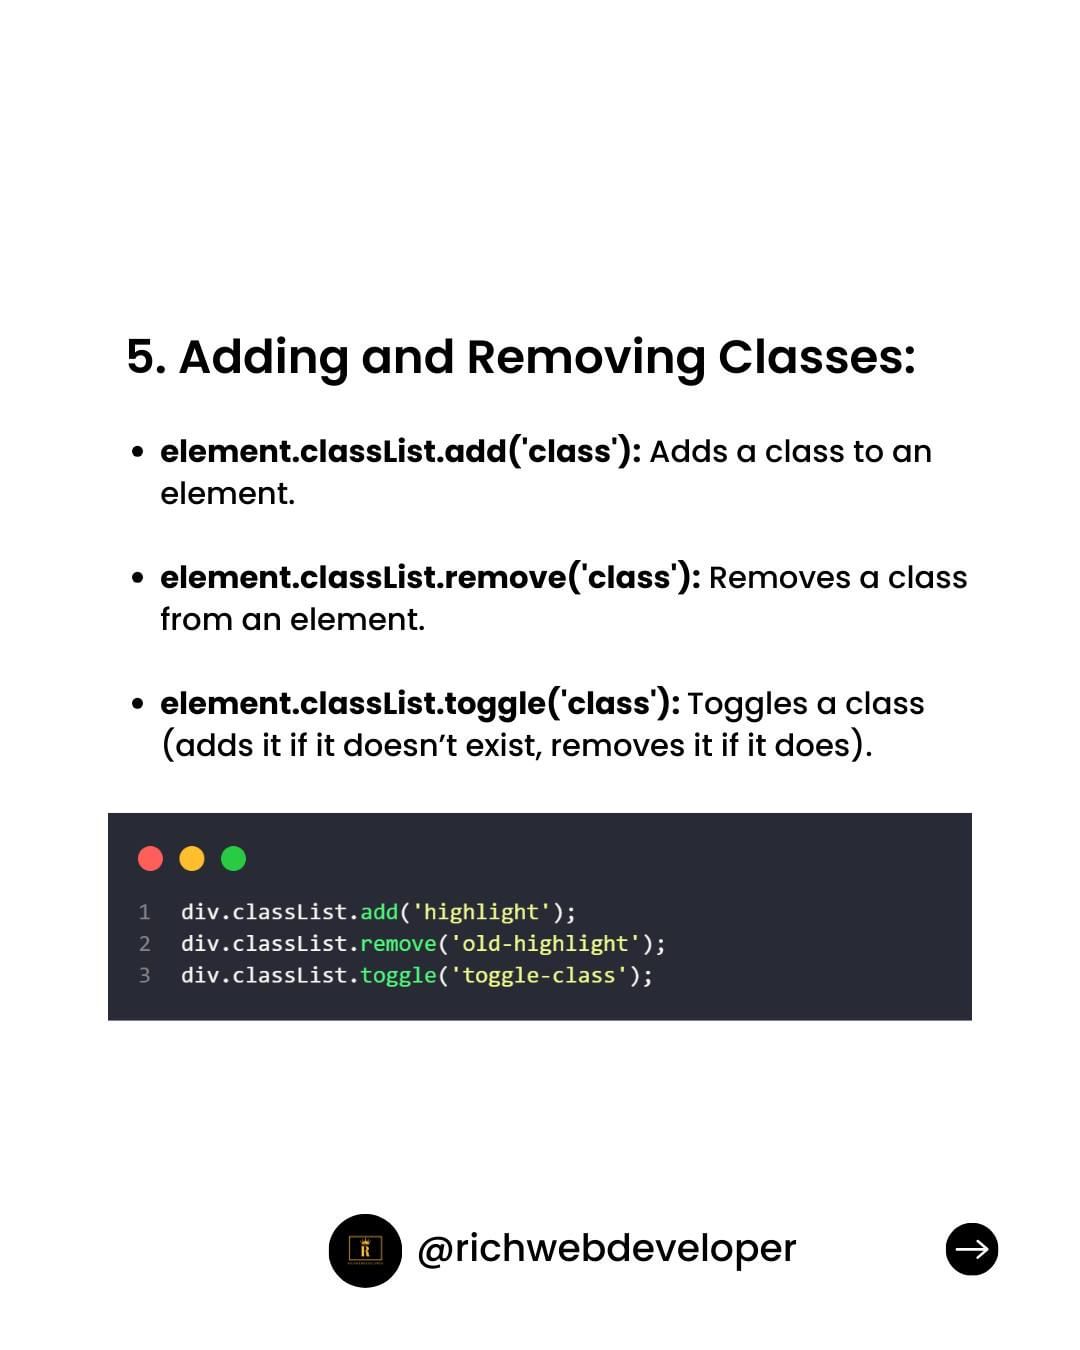 5. Adding and Removing Classes:
• element.classList.add('class'): Adds a class to an
element.
• element.classList.remove('class'): Removes a class
from an element.
• element.classList.toggle('class'): Toggles a class
(adds it if it doesn’t exist, removes it if it does).
1 div.classList.add('highlight');
2 div.classList.remove('old-highlight');
3 div.classList.toggle('toggle-class');
R
@richwebdeveloper